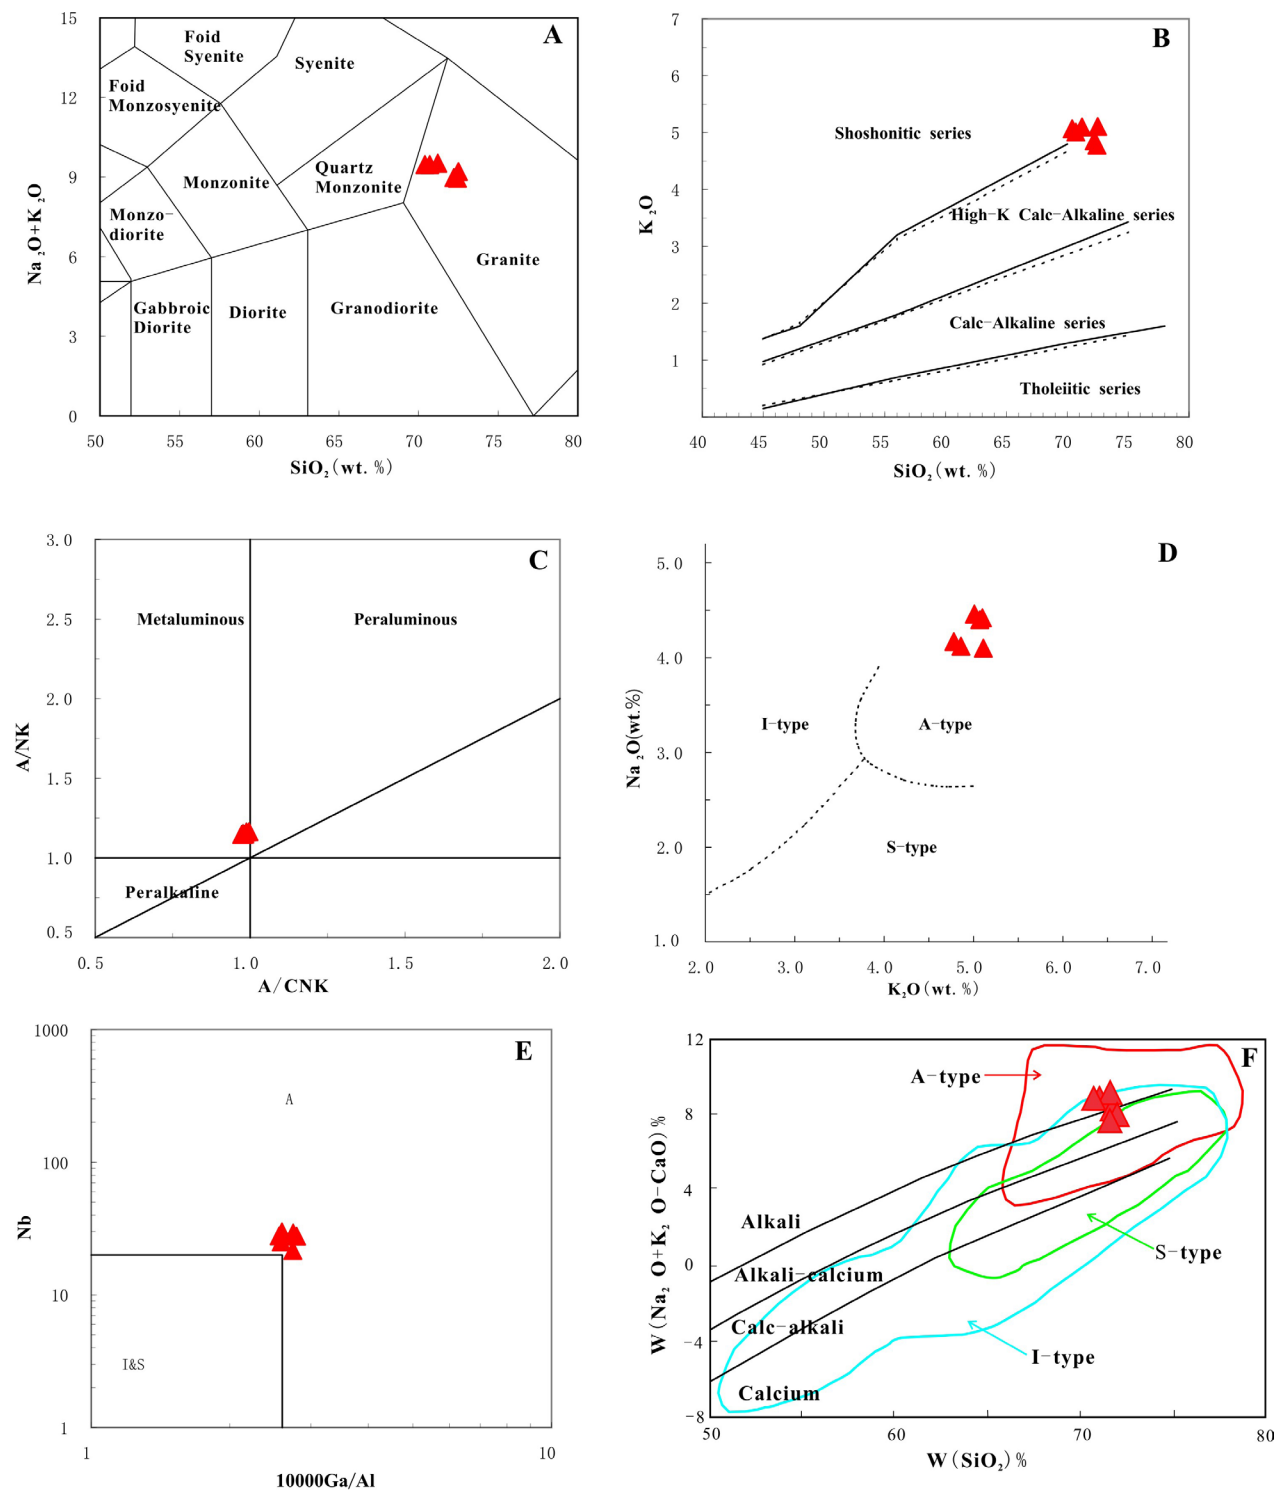 A
15
12
9
6
3
0
Na2O+K2O
Foid
Syenite
Syenite
Foid
Monzosyenite
Quartz
Monzonite
Monzonite
Monzo-
diorite
Granite
Gabbroic
Diorite
Diorite
Granodiorite
50 55 60 65 70 75 80
SiO2(wt. %)
B
7
6
5
4
3
2
1
K2O
Shoshonitic series
High-K Calc-Alkaline series
Calc-Alkaline series
Tholeiitic series
40 45 50 55 60 65 70 75 80
SiO2(wt. %)
C
3.0
2.5
2.0
1.5
1.0
0.5
A/NK
Metaluminous
Peraluminous
Peralkaline
0.5 1.0 1.5 2.0
A/CNK
D
5.0
4.0
3.0
2.0
1.0
Na2O(wt.%)
I-type
A-type
S-type
2.0 3.0 4.0 5.0 6.0 7.0
K2O(wt. %)
E
1000
100
10
1
Nb
A
I&S
1 10
10000Ga/Al
F
12
8
4
0
-4
-8
W(Na2 O+K2 O-CaO)%
A-type
Alkali
S-type
Alkali-calcium
Calc-alkali
I-type
Calcium
50 60 70 80
W(SiO2)%